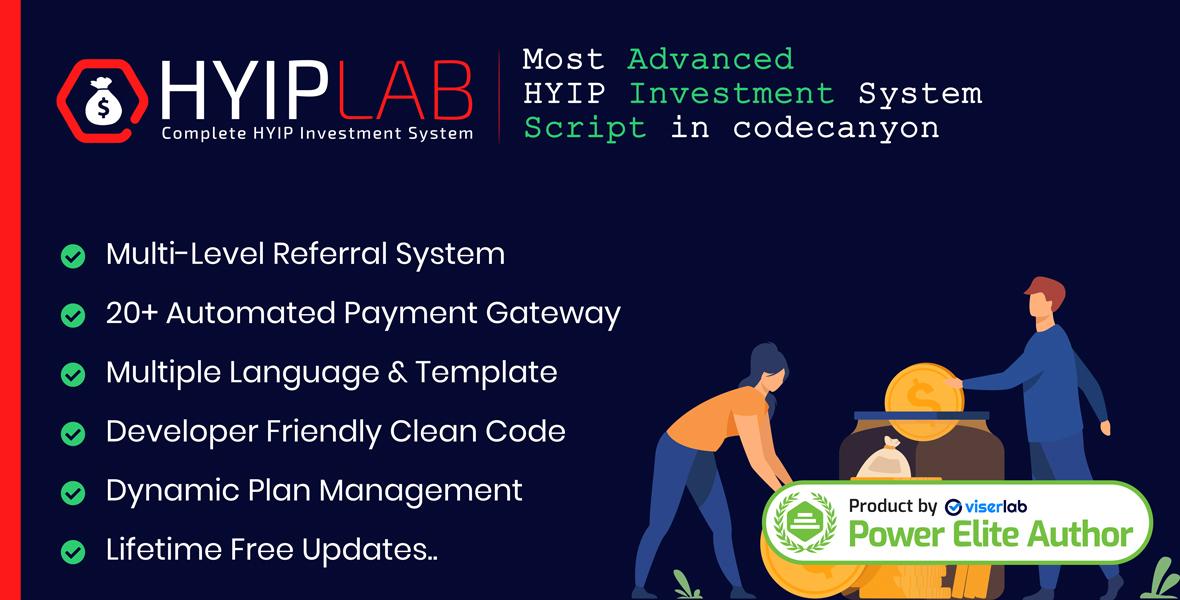 HYIPLAB
Complete HYIP Investment System
Most Advanced
HYIP Investment System
Script in codecanyon
Multi-Level Referral System
20+ Automated Payment Gateway
Multiple Language & Template
Developer Friendly Clean Code
Dynamic Plan Management
Lifetime Free Updates..
Product by viserlab
Power Elite Author